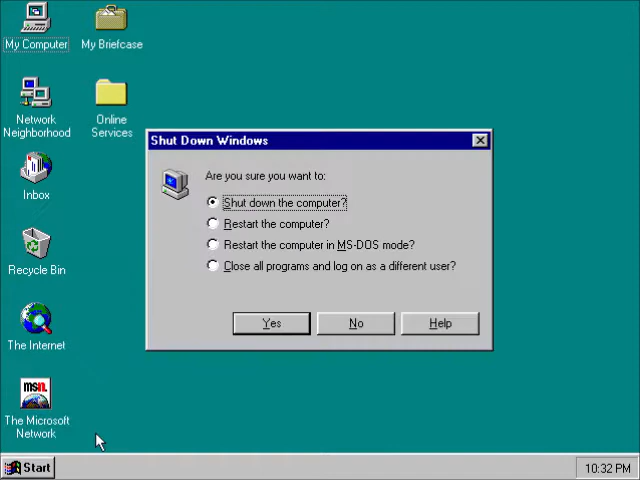 My Computer
My Briefcase
Network
Neighborhood
Online
Services
Inbox
Recycle Bin
The Internet
msn.
The Microsoft
Network
Shut Down Windows
Are you sure you want to:
Shut down the computer?
Restart the computer?
Restart the computer in MS-DOS mode?
Close all programs and log on as a different user?
Yes
No
Help
Start
10:32 PM